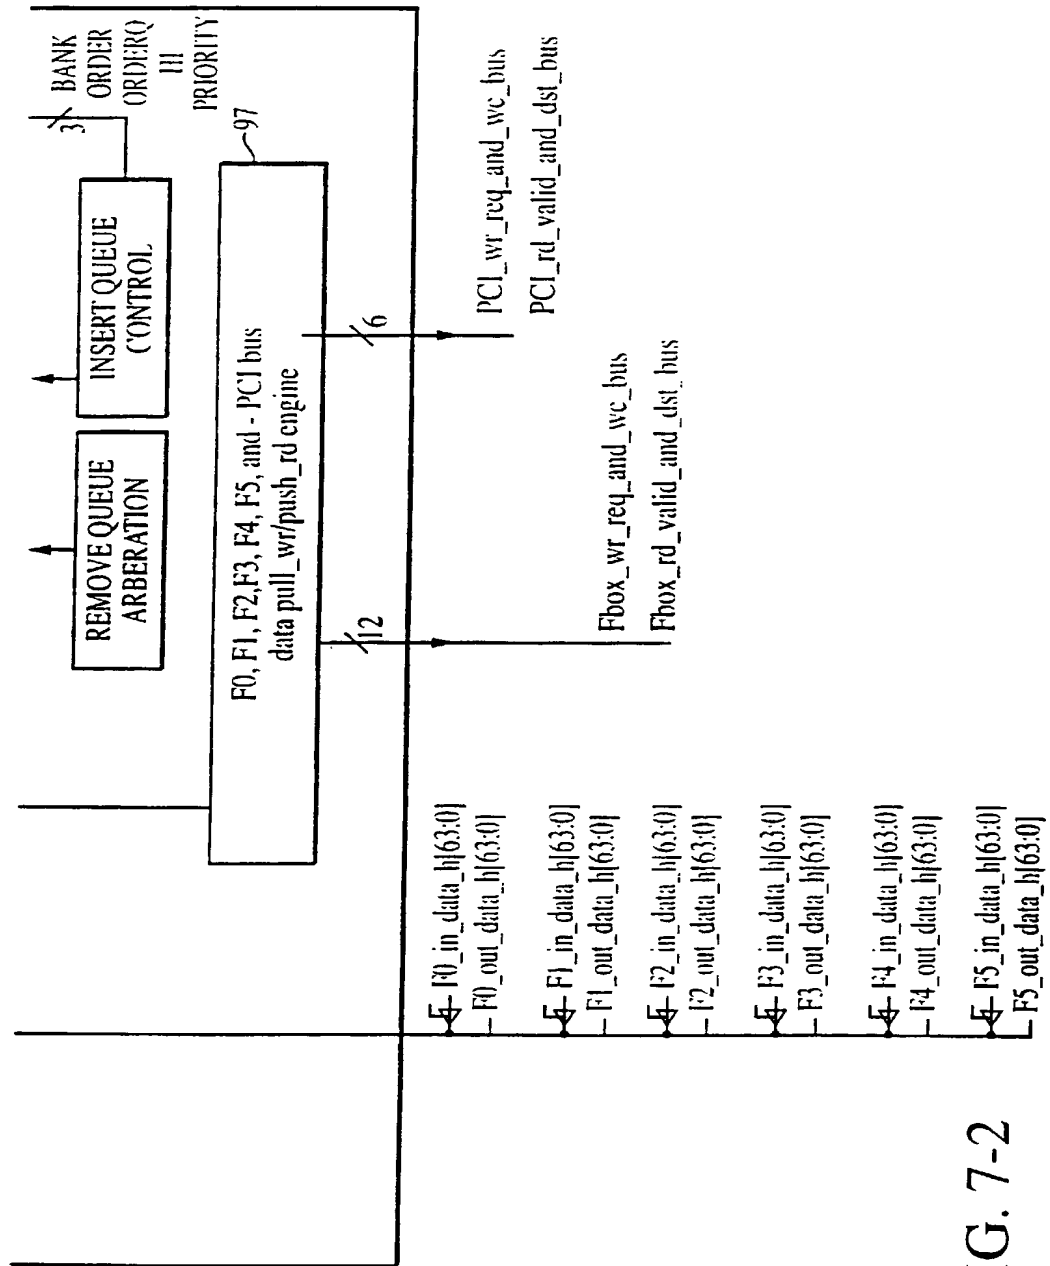 3
BANK
ORDER
ORDERQ
III
PRIORITY
REMOVE QUEUE
ARBERATION
INSERT QUEUE
CONTROL
97
F0, F1, F2,F3, F4, F5, and - PCI bus
data pull_wr/push_rd engine
12
6
PCI_wr_req_and_wc_bus
PCI_rd_valid_and_dst_bus
Fbox_wr_req_and_wc_bus
Fbox_rd_valid_and_dst_bus
F0_in_data_h[63:0]
F0_out_data_h[63:0]
F1_in_data_h[63:0]
F1_out_data_h[63:0]
F2_in_data_h[63:0]
F2_out_data_h[63:0]
F3_in_data_h[63:0]
F3_out_data_h[63:0]
F4_in_data_h[63:0]
F4_out_data_h[63:0]
F5_in_data_h[63:0]
F5_out_data_h[63:0]
G. 7-2